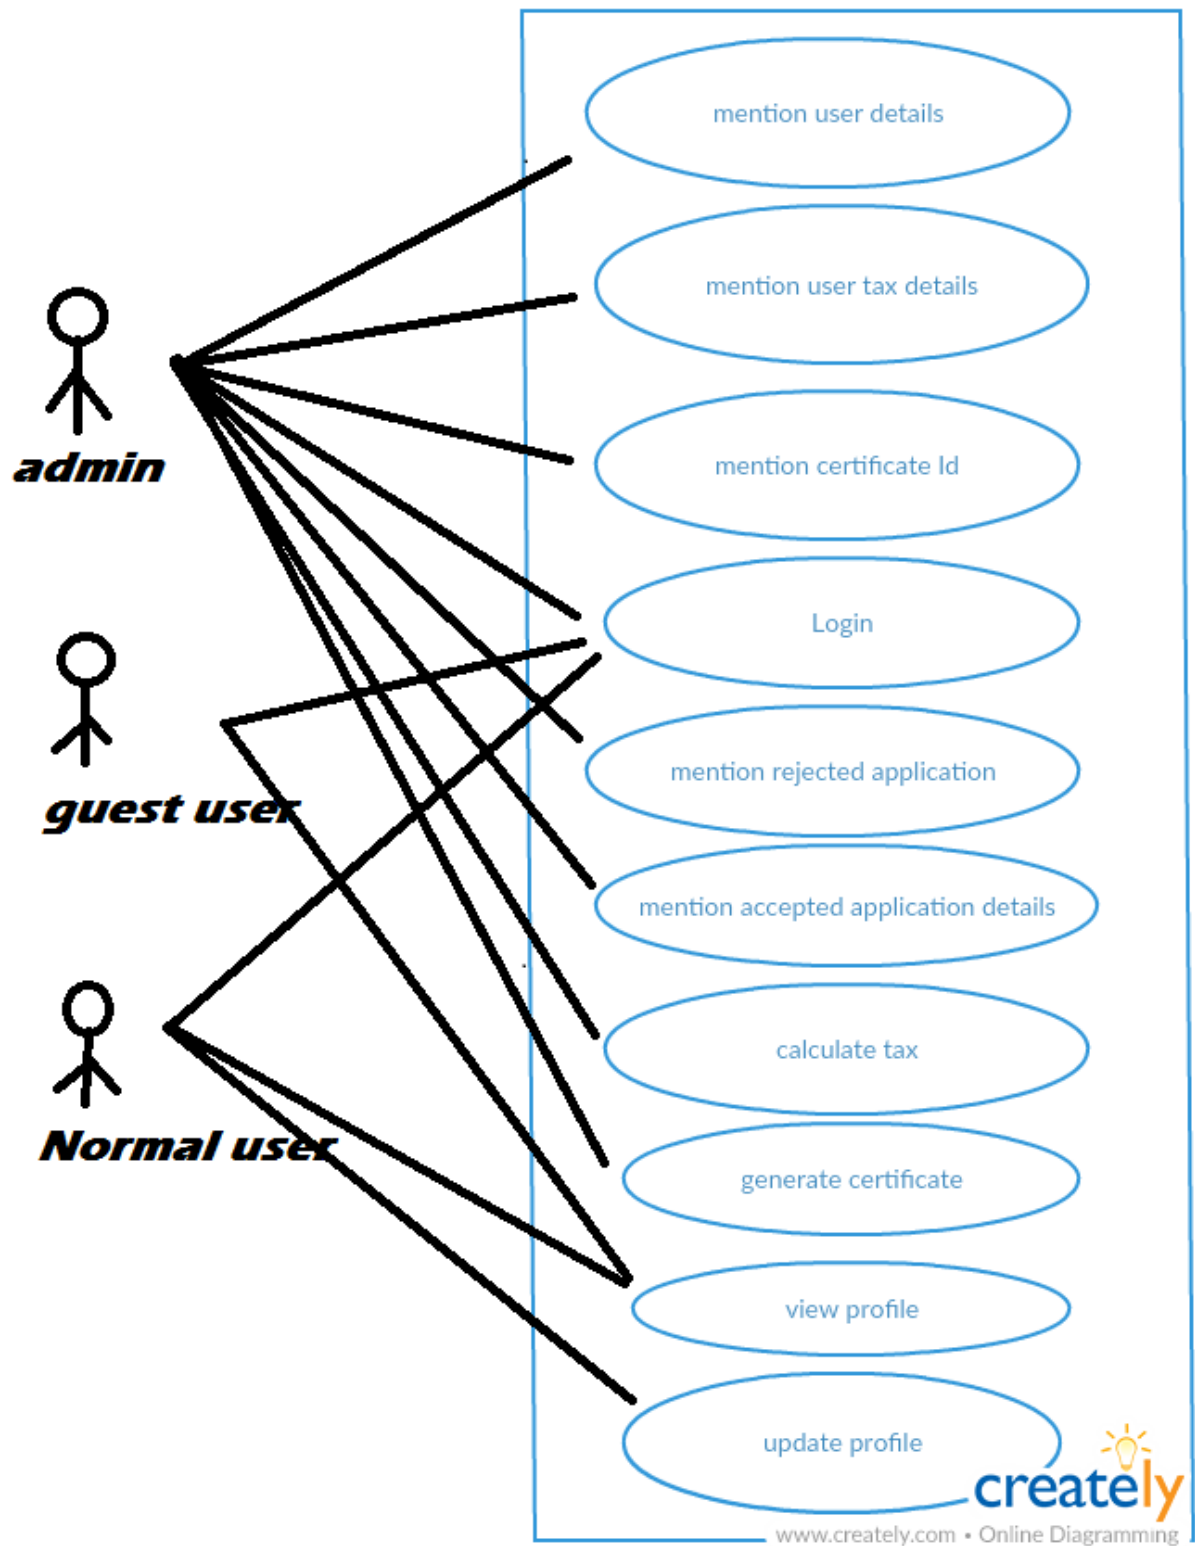 mention user details
mention user tax details
admin
mention certificate Id
Login
guest user
mention rejected application
mention accepted application details
calculate tax
Normal user
generate certificate
view profile
update profile
creately
www.creately.com • Online Diagramming